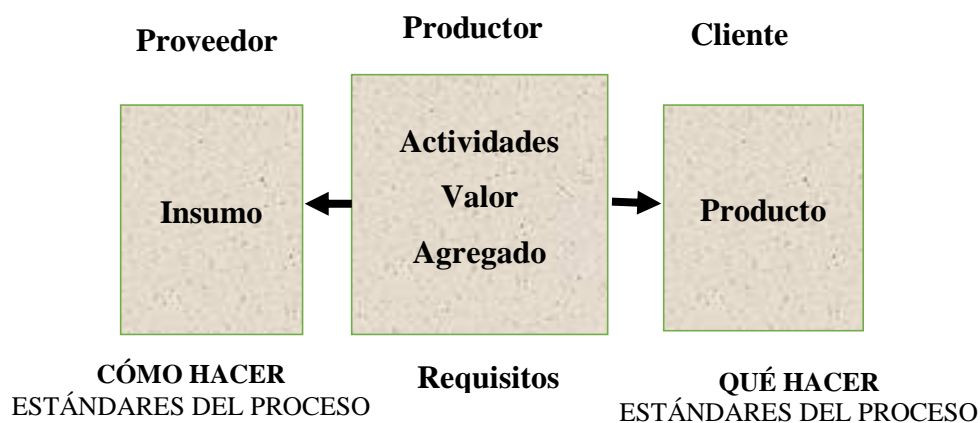 Proveedor
Productor
Cliente
Insumo
Actividades
Valor
Agregado
Producto
CÓMO HACER
ESTÁNDARES DEL PROCESO
Requisitos
QUÉ HACER
ESTÁNDARES DEL PROCESO